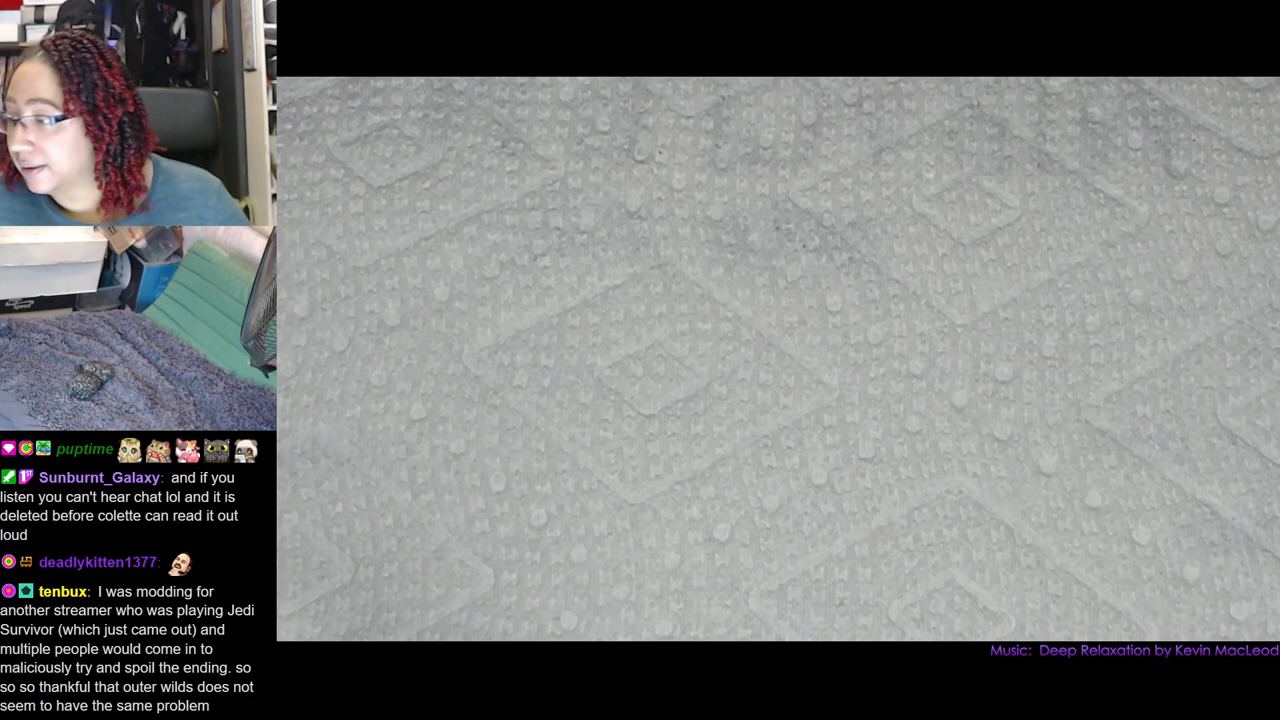 High
Speed
puptime
Sunburnt_Galaxy: and if you
listen you can't hear chat lol and it is
deleted before colette can read it out
loud
deadlykitten1377:
tenbux: I was modding for
another streamer who was playing Jedi
Survivor (which just came out) and
multiple people would come in to
maliciously try and spoil the ending. so
so so thankful that outer wilds does not
seem to have the same problem
Music: Deep Relaxation by Kevin MacLeod